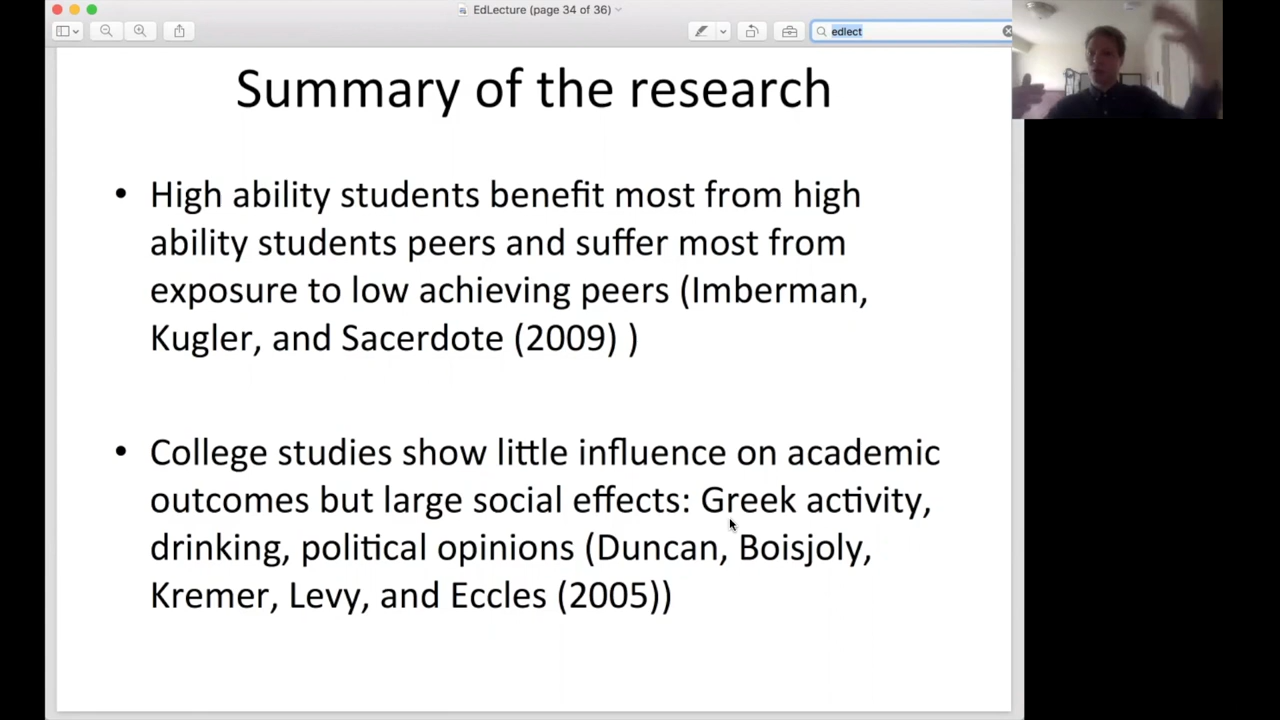 EdLecture (page 34 of 36)
edlect
Summary of the research
• High ability students benefit most from high
ability students peers and suffer most from
exposure to low achieving peers (Imberman,
Kugler, and Sacerdote (2009) )
• College studies show little influence on academic
outcomes but large social effects: Greek activity,
drinking, political opinions (Duncan, Boisjoly,
Kremer, Levy, and Eccles (2005))